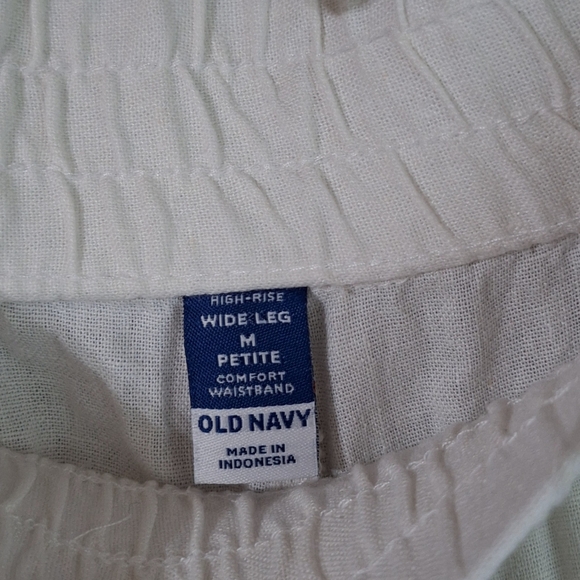 HIGH-RISE
WIDE LEG
M
PETITE
COMFORT
WAISTBAND
OLD NAVY
MADE IN
INDONESIA